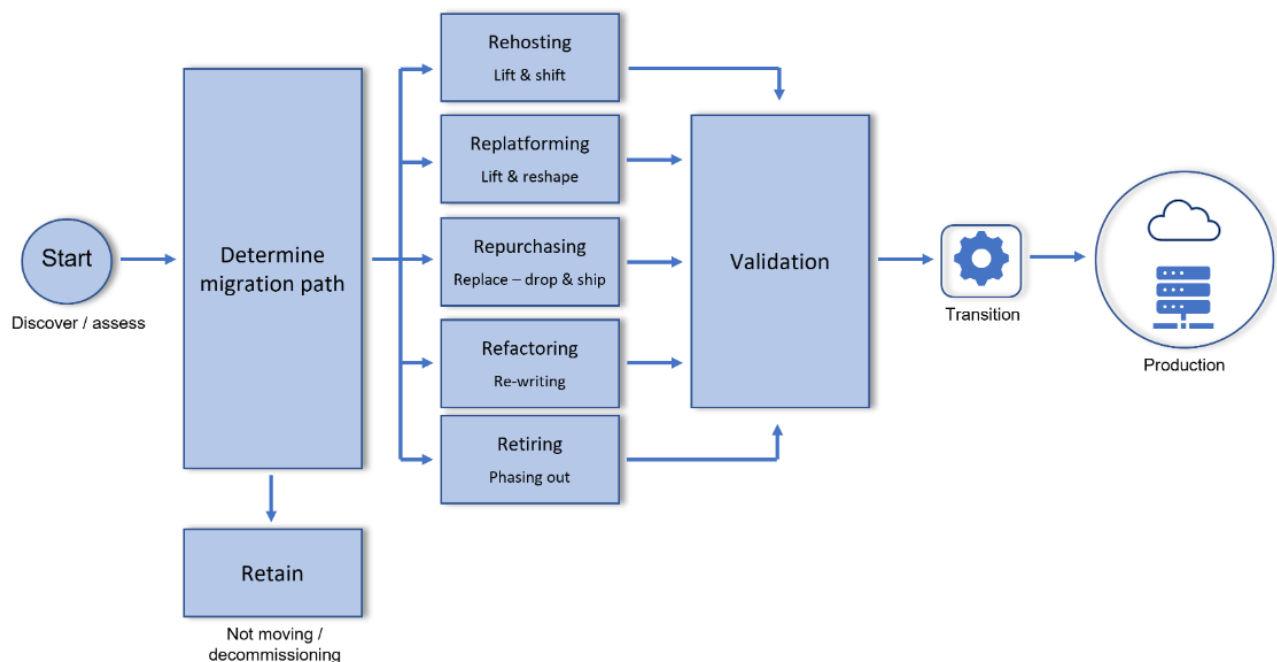 Start
Discover / assess
Determine
migration path
Retain
Not moving /
decommissioning
Rehosting
Lift & shift
Replatforming
Lift & reshape
Repurchasing
Replace – drop & ship
Refactoring
Re-writing
Retiring
Phasing out
Validation
Transition
Production